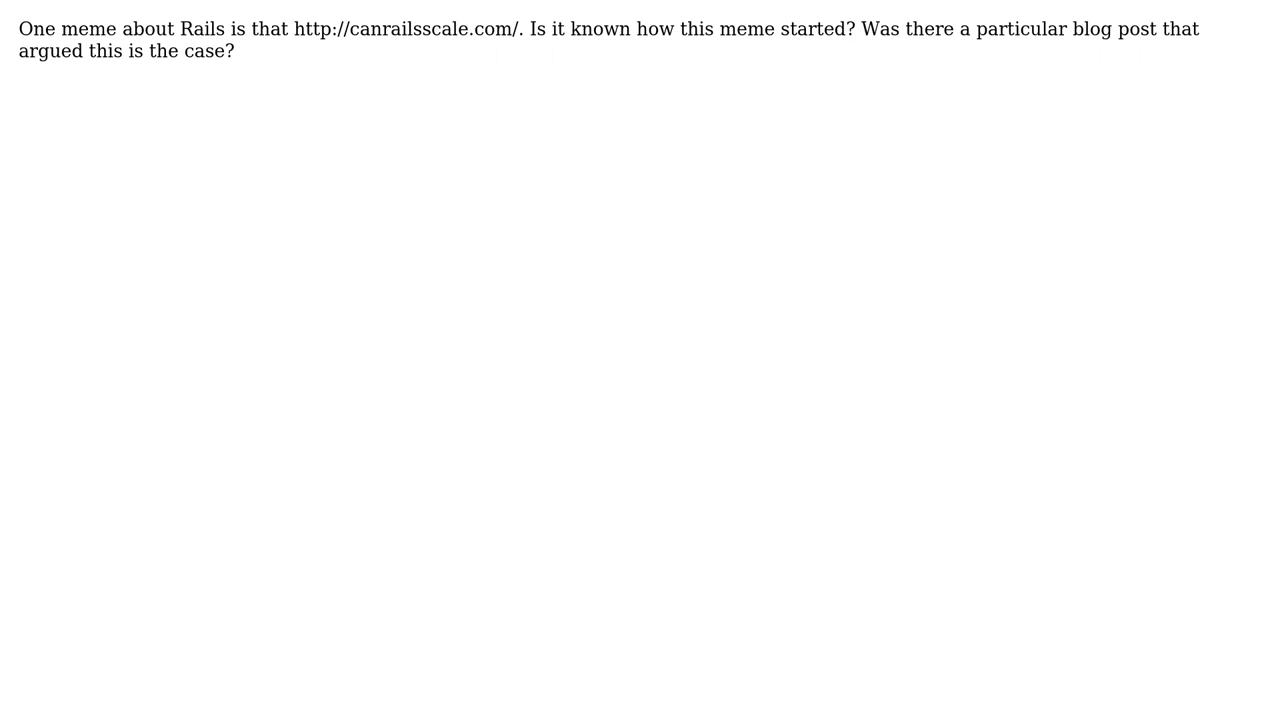 One meme about Rails is that http://canrailsscale.com/. Is it known how this meme started? Was there a particular blog post that
argued this is the case?